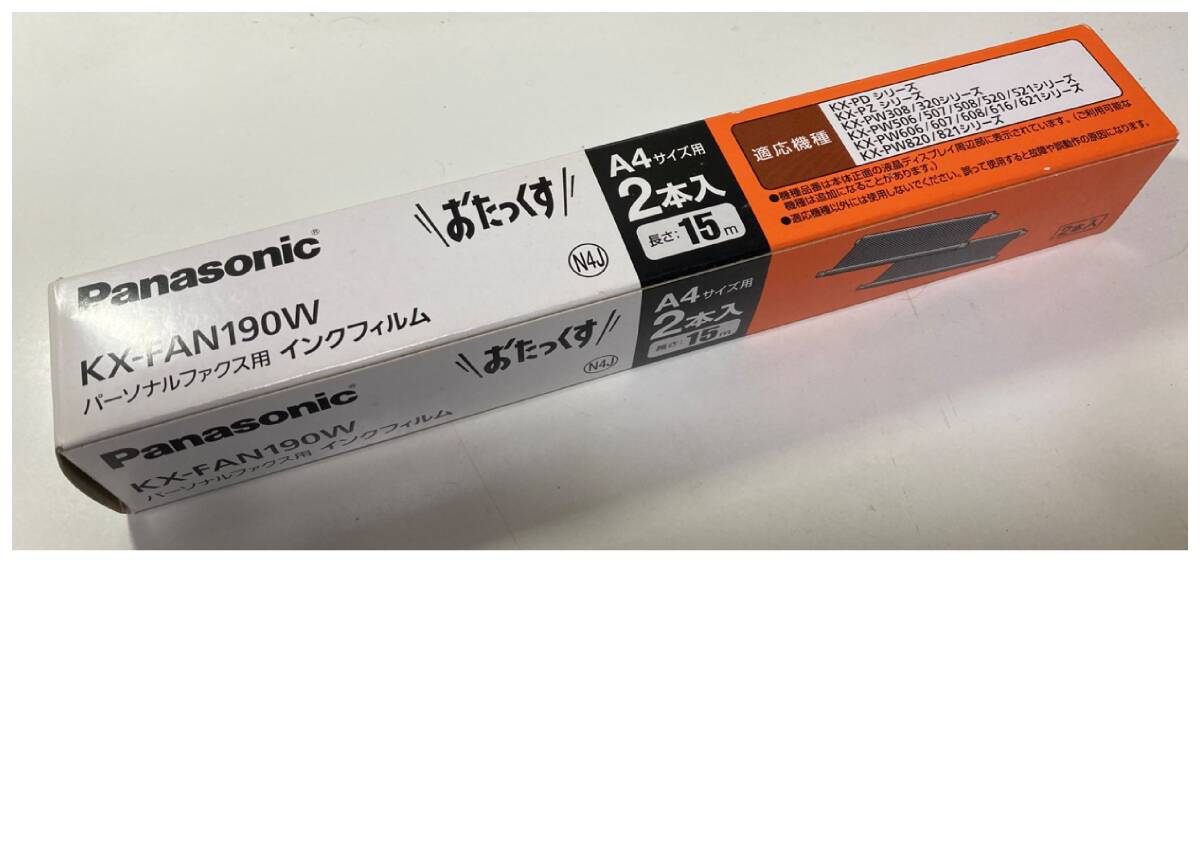 Panasonic®
KX-FAN190W
パーソナルファクス用 インクフィルム
おたっくす
N4J
A4サイズ用
2本入
長さ:15m
適応機種
KX-PD シリーズ
KX-PZ シリーズ
KX-PW308/320シリーズ
KX-PW506/507/508/520/521シリーズ
KX-PW606/607/608/616/621シリーズ
KX-PW820/821シリーズ
●機種品番は本体正面の液晶ディスプレイ周辺部に表示されています。(ご利用可能な
機種は追加になることがあります。)
●適応機種以外には使用しないでください。誤って使用すると故障や誤動作の原因になります。
Panasonic®
KX-FAN190W
パーソナルファクス用 インクフィルム
おたっくす
N4J
A4サイズ用
2本入
長さ:15m
2本入